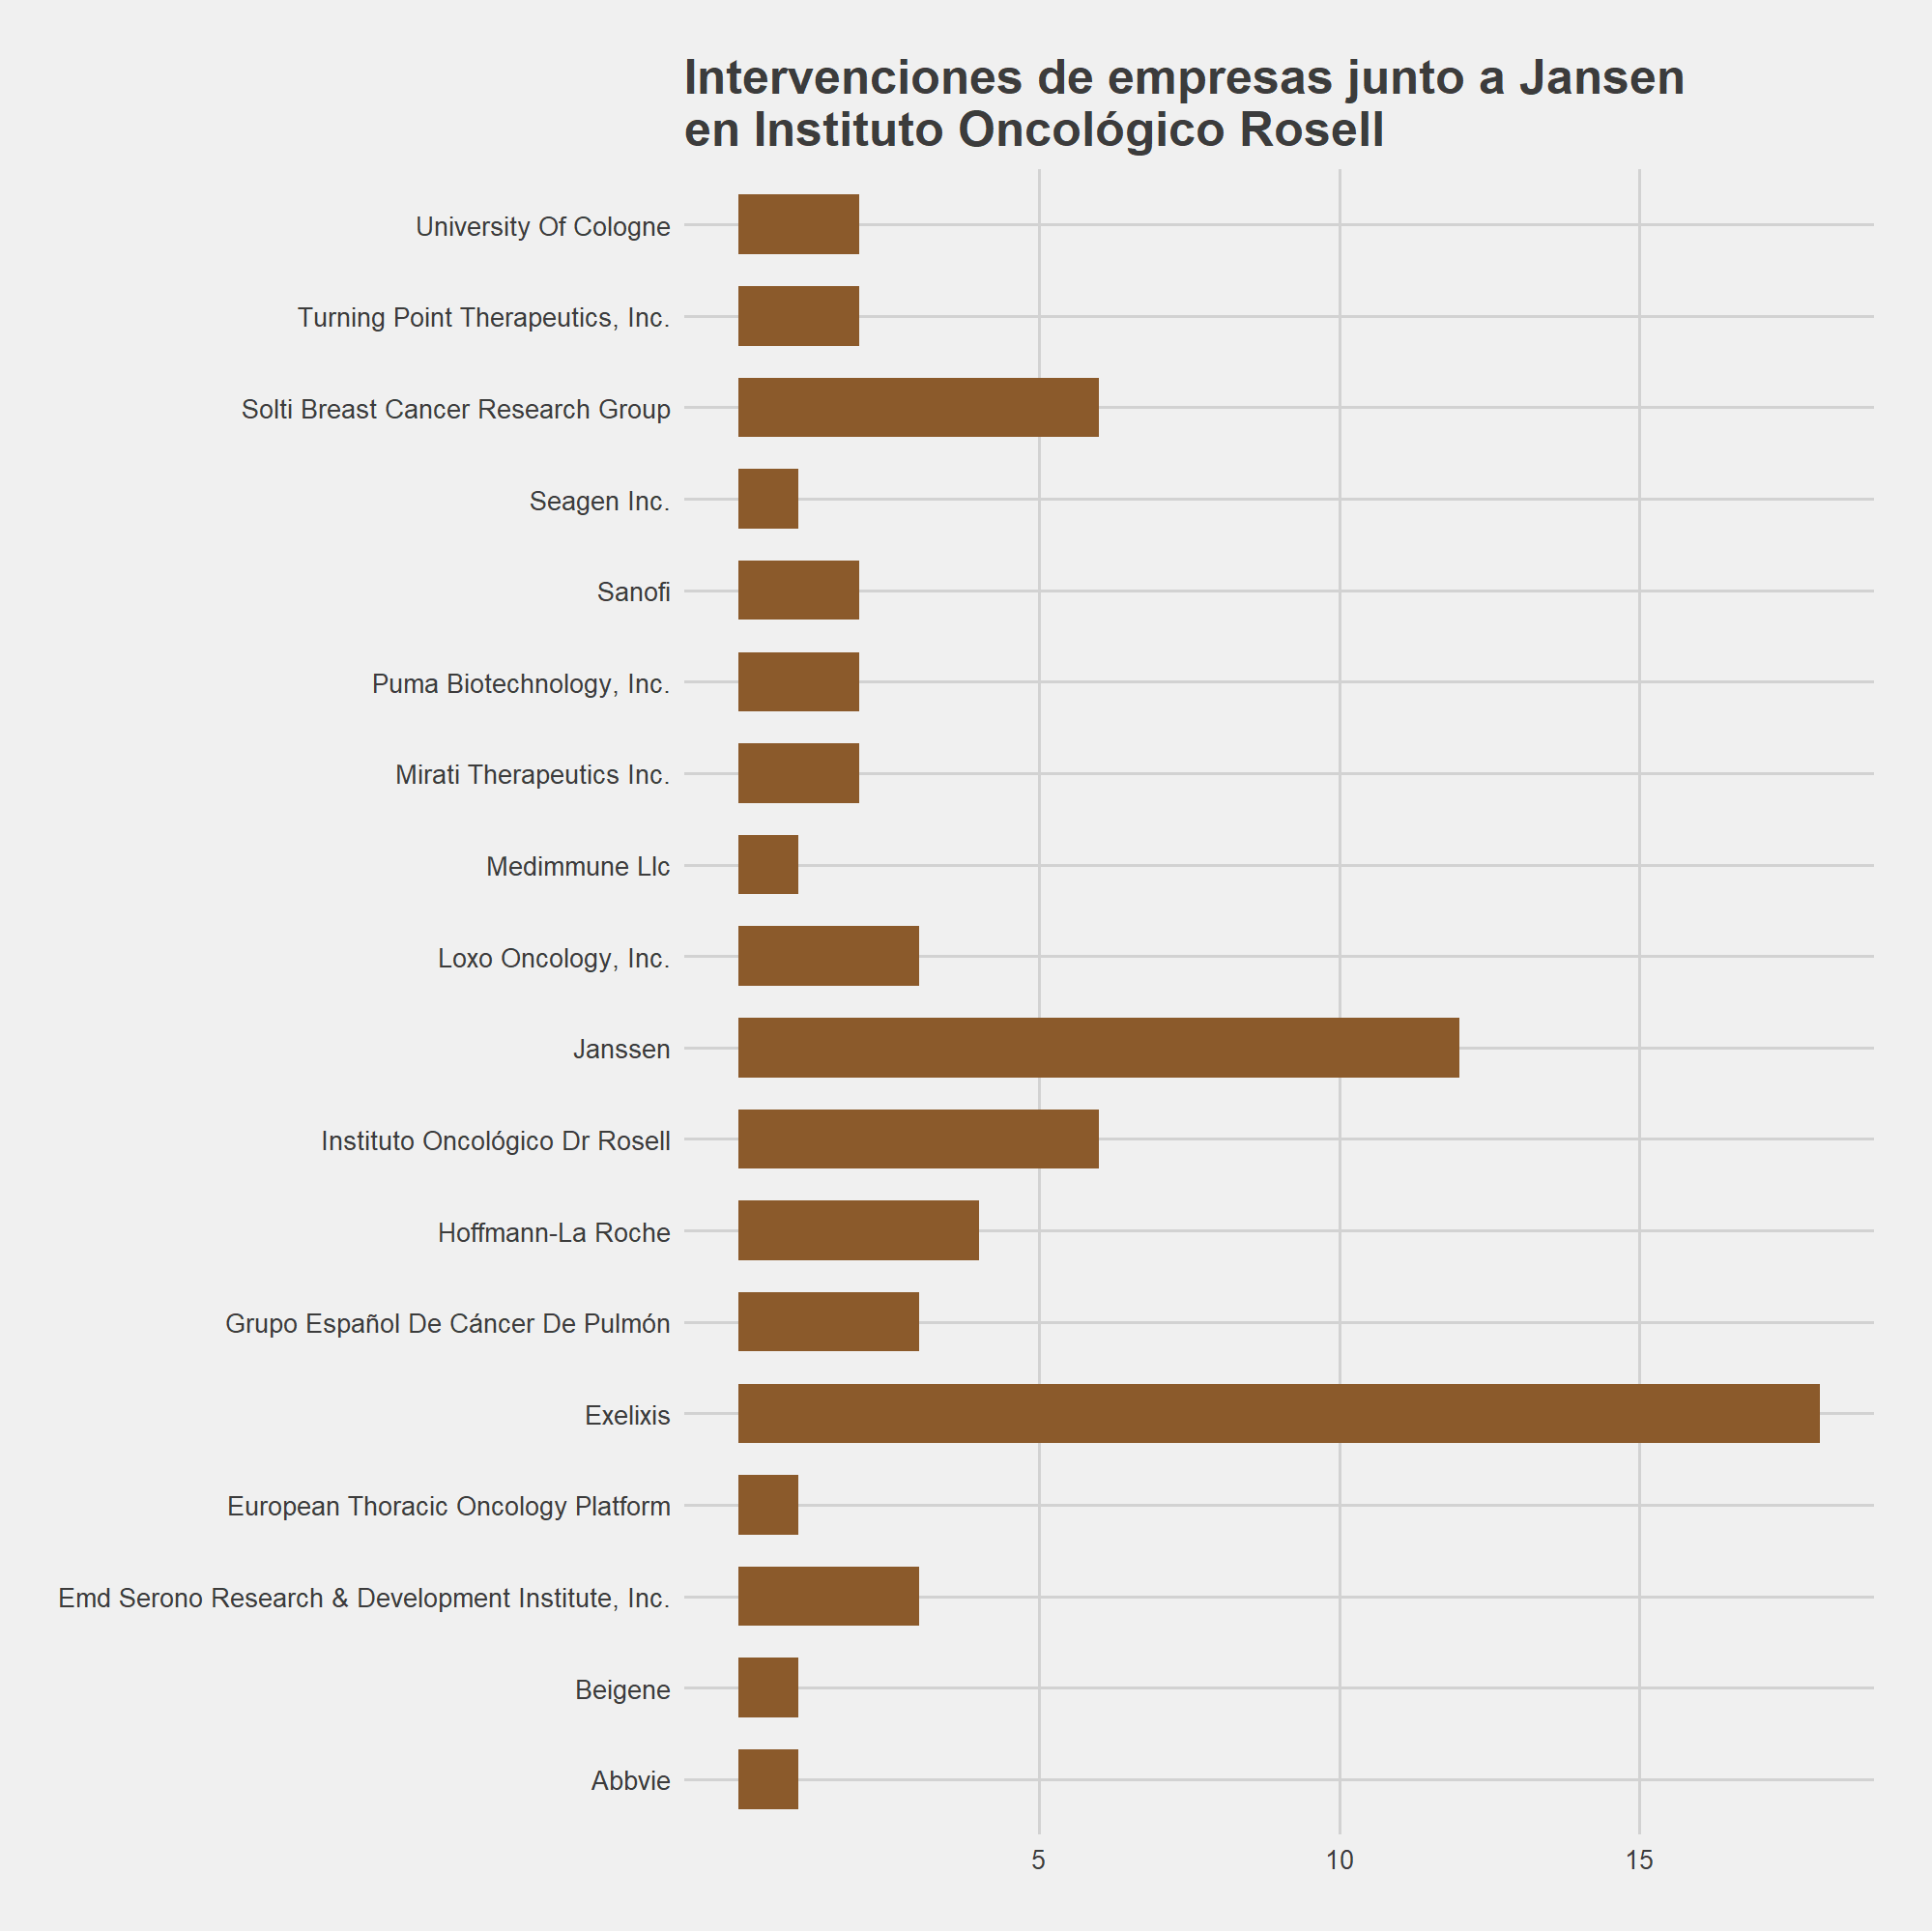 Intervenciones de empresas junto a Jansen
en Instituto Oncológico Rosell
University Of Cologne
Turning Point Therapeutics, Inc.
Solti Breast Cancer Research Group
Seagen Inc.
Sanofi
Puma Biotechnology, Inc.
Mirati Therapeutics Inc.
Medimmune Llc
Loxo Oncology, Inc.
Janssen
Instituto Oncológico Dr Rosell
Hoffmann-La Roche
Grupo Español De Cáncer De Pulmón
Exelixis
European Thoracic Oncology Platform
Emd Serono Research & Development Institute, Inc.
Beigene
Abbvie
5 10 15